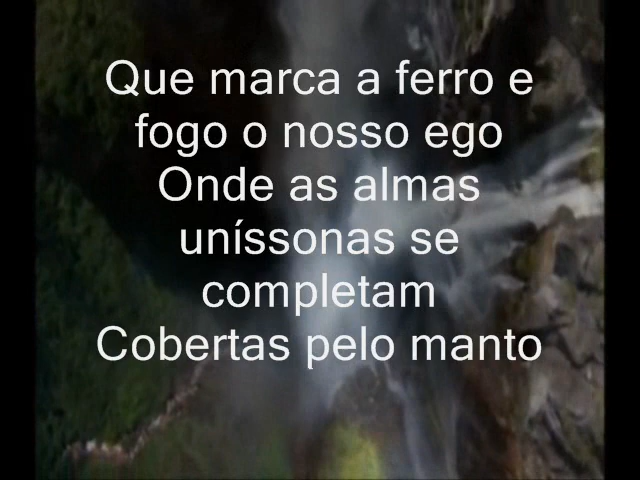 Que marca a ferro e
fogo o nosso ego
Onde as almas
uníssonas se
completam
Cobertas pelo manto